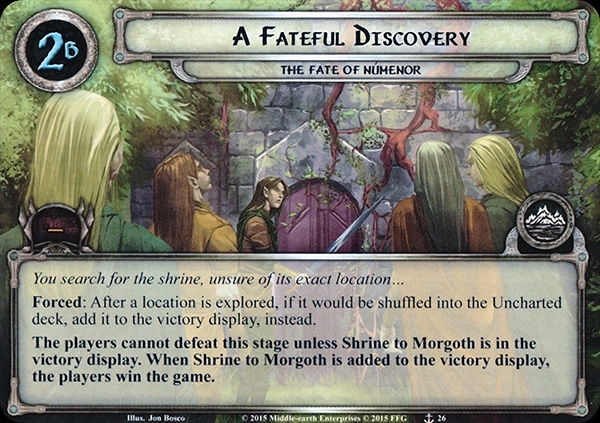 2B
A Fateful Discovery
The Fate of Númenor
You search for the shrine, unsure of its exact location…
Forced: After a location is explored, if it would be shuffled into the Uncharted
deck, add it to the victory display, instead.
The players cannot defeat this stage unless Shrine to Morgoth is in the
victory display. When Shrine to Morgoth is added to the victory display,
the players win the game.
Illus. Jon Bosco © 2015 Middle-earth Enterprises © 2015 FFG 26